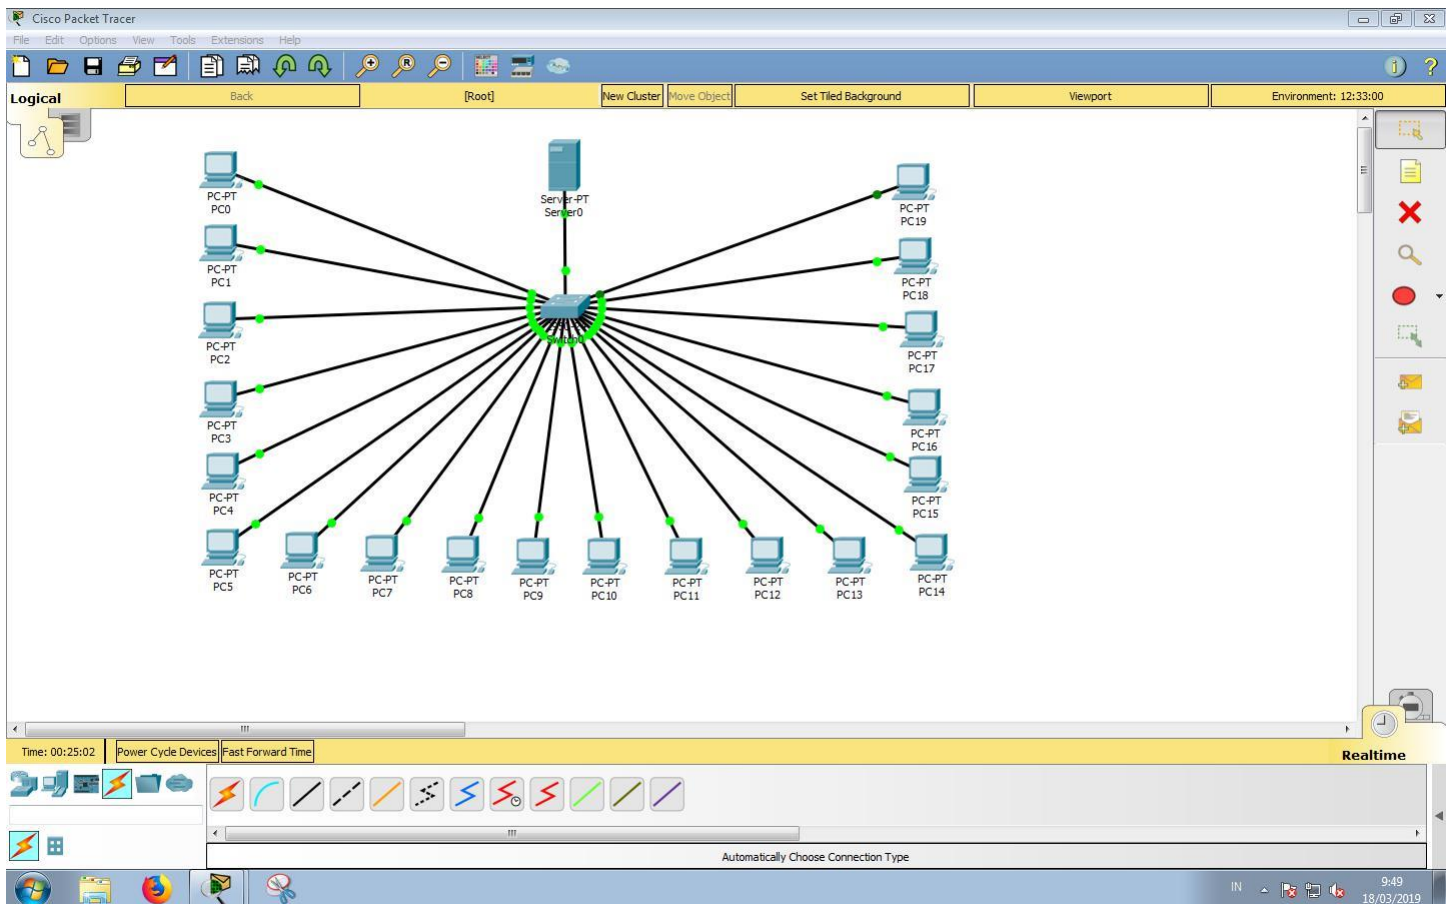 Cisco Packet Tracer
File Edit Options View Tools Extensions Help
Logical Back [Root] New Cluster Move Object Set Tiled Background Viewport Environment: 12:33:00
PC-PT
PC0
Server-PT
Server0
PC-PT
PC19
PC-PT
PC1
PC-PT
PC18
Switch0
PC-PT
PC2
PC-PT
PC17
PC-PT
PC3
PC-PT
PC16
PC-PT
PC4
PC-PT
PC15
PC-PT
PC5
PC-PT
PC6
PC-PT
PC7
PC-PT
PC8
PC-PT
PC9
PC-PT
PC10
PC-PT
PC11
PC-PT
PC12
PC-PT
PC13
PC-PT
PC14
Time: 00:25:02 Power Cycle Devices Fast Forward Time Realtime
Automatically Choose Connection Type
IN
9:49
18/03/2019